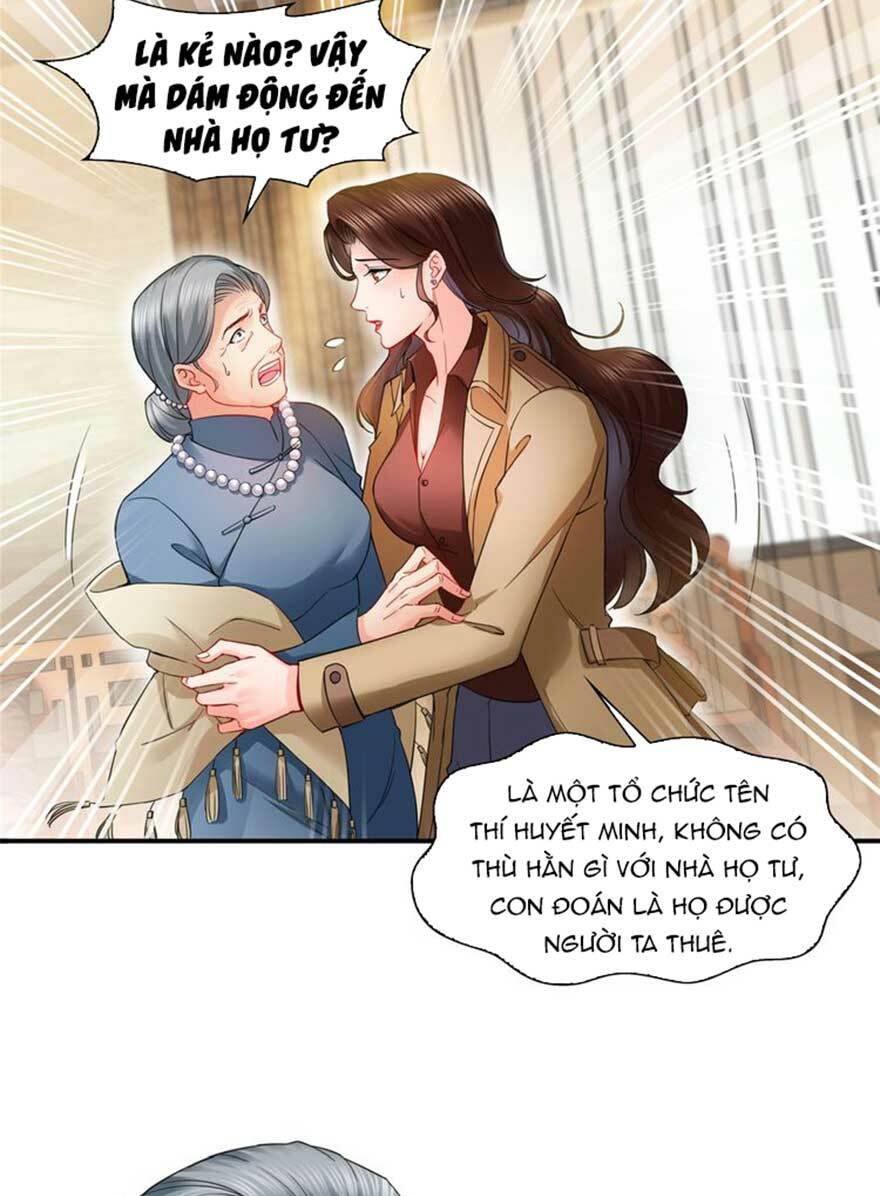 LÀ KẺ NÀO? VẬY
MÀ DÁM ĐỘNG ĐẾN
NHÀ HỌ TƯ?
LÀ MỘT TỔ CHỨC TÊN
THÍ HUYẾT MINH, KHÔNG CÓ
THÙ HẰN GÌ VỚI NHÀ HỌ TƯ,
CON ĐOÁN LÀ HỌ ĐƯỢC
NGƯỜI TA THUÊ.